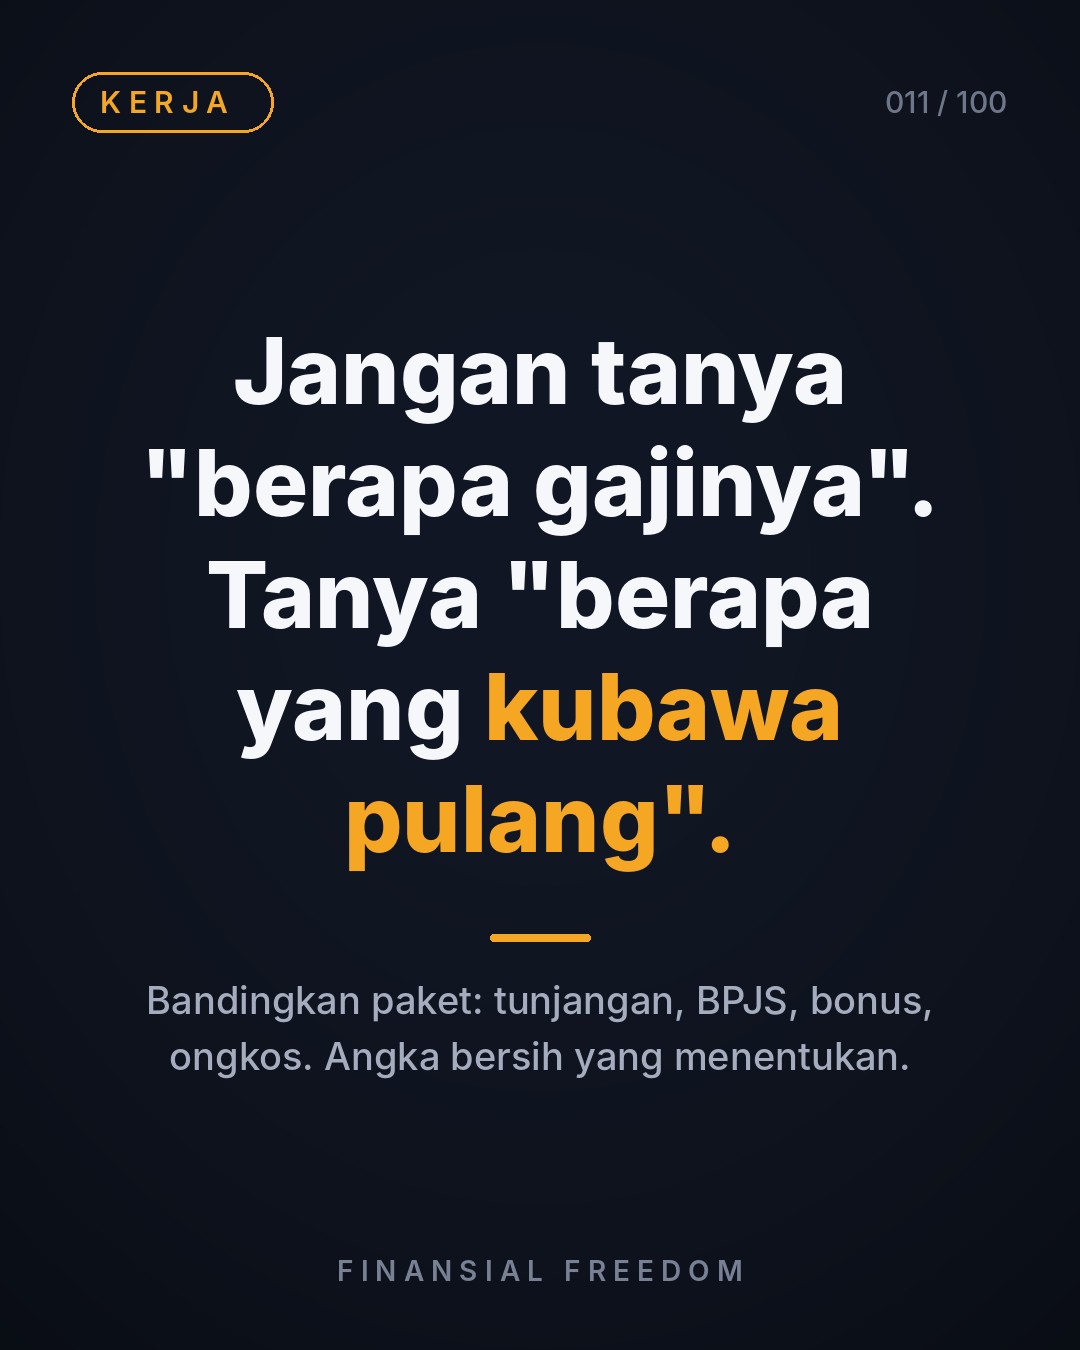 KERJA
011 / 100
Jangan tanya
"berapa gajinya".
Tanya "berapa
yang kubawa
pulang".
Bandingkan paket: tunjangan, BPJS, bonus,
ongkos. Angka bersih yang menentukan.
FINANSIAL FREEDOM